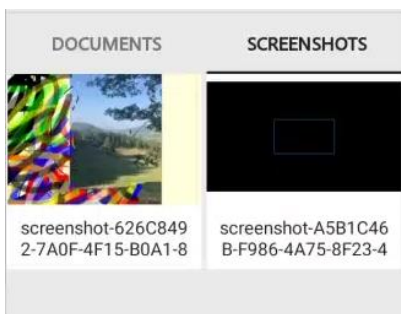 DOCUMENTS SCREENSHOTS
screenshot-626C849
2-7A0F-4F15-B0A1-8
screenshot-A5B1C46
B-F986-4A75-8F23-4